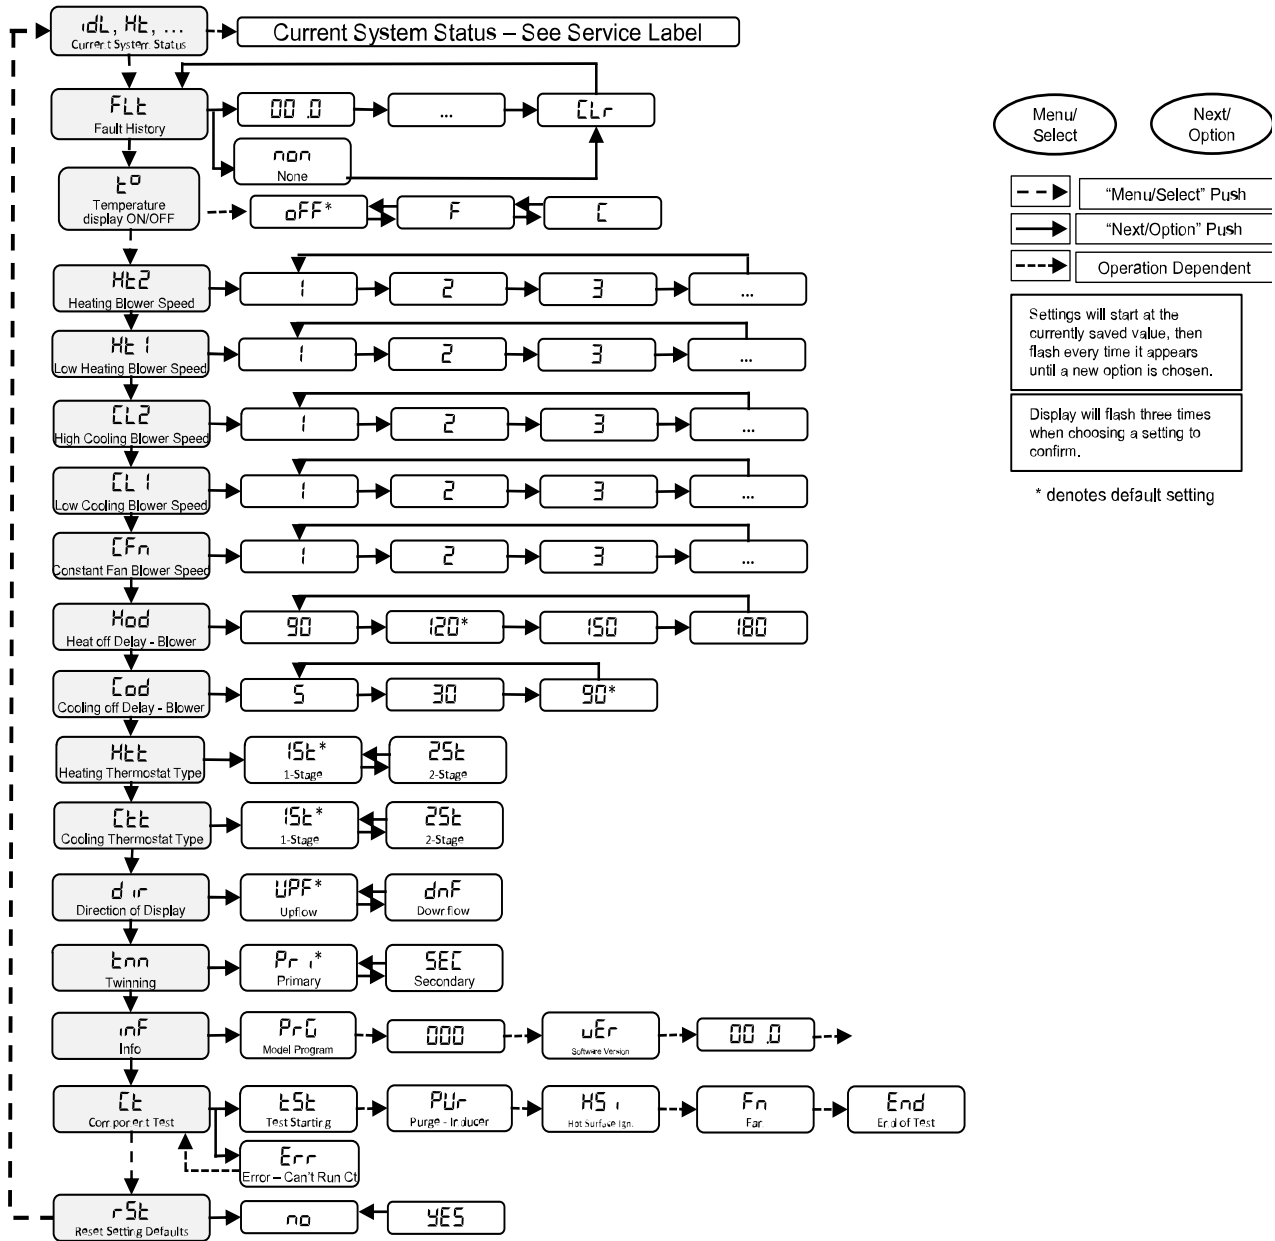 idL, Ht, ...
Current System Status
Current System Status – See Service Label
FLt
Fault History
00 .0
...
CLr
non
None
t°
Temperature
display ON/OFF
oFF*
F
C
Ht2
Heating Blower Speed
1
2
3
...
Ht1
Low Heating Blower Speed
1
2
3
...
CL2
High Cooling Blower Speed
1
2
3
...
CL1
Low Cooling Blower Speed
1
2
3
...
CFn
Constant Fan Blower Speed
1
2
3
...
Hod
Heat off Delay - Blower
90
120*
150
180
Cod
Cooling off Delay - Blower
5
30
90*
Htt
Heating Thermostat Type
1St*
1-Stage
2St
2-Stage
Ctt
Cooling Thermostat Type
1St*
1-Stage
2St
2-Stage
dir
Direction of Display
UPF*
Upflow
dnF
Downflow
tnn
Twinning
Pri*
Primary
SEC
Secondary
inF
Info
PrG
Model Program
000
uEr
Software Version
00 .0
Ct
Component Test
tSt
Test Starting
PUr
Purge - Inducer
HSi
Hot Surface Ign.
Fn
Fan
End
End of Test
Err
Error – Can't Run Ct
rSt
Reset Setting Defaults
no
YES
Menu/
Select
Next/
Option
"Menu/Select" Push
"Next/Option" Push
Operation Dependent
Settings will start at the
currently saved value, then
flash every time it appears
until a new option is chosen.
Display will flash three times
when choosing a setting to
confirm.
* denotes default setting